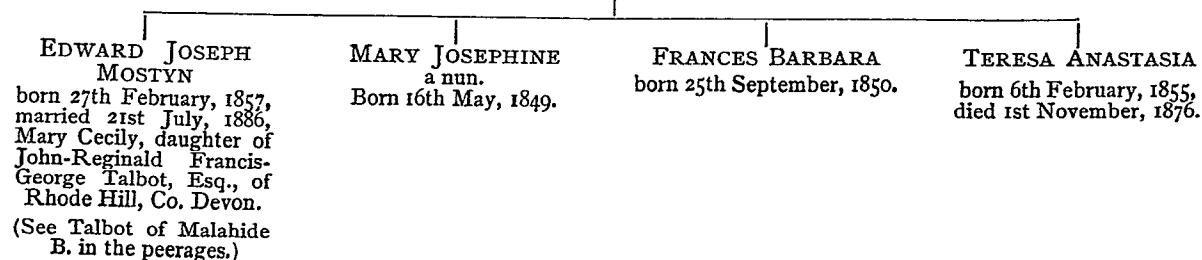 EDWARD JOSEPH
MOSTYN
born 27th February, 1857,
married 21st July, 1886,
Mary Cecily, daughter of
John-Reginald Francis-
George Talbot, Esq., of
Rhode Hill, Co. Devon.
(See Talbot of Malahide
B. in the peerages.)
MARY JOSEPHINE
a nun.
Born 16th May, 1849.
FRANCES BARBARA
born 25th September, 1850.
TERESA ANASTASIA
born 6th February, 1855,
died 1st November, 1876.